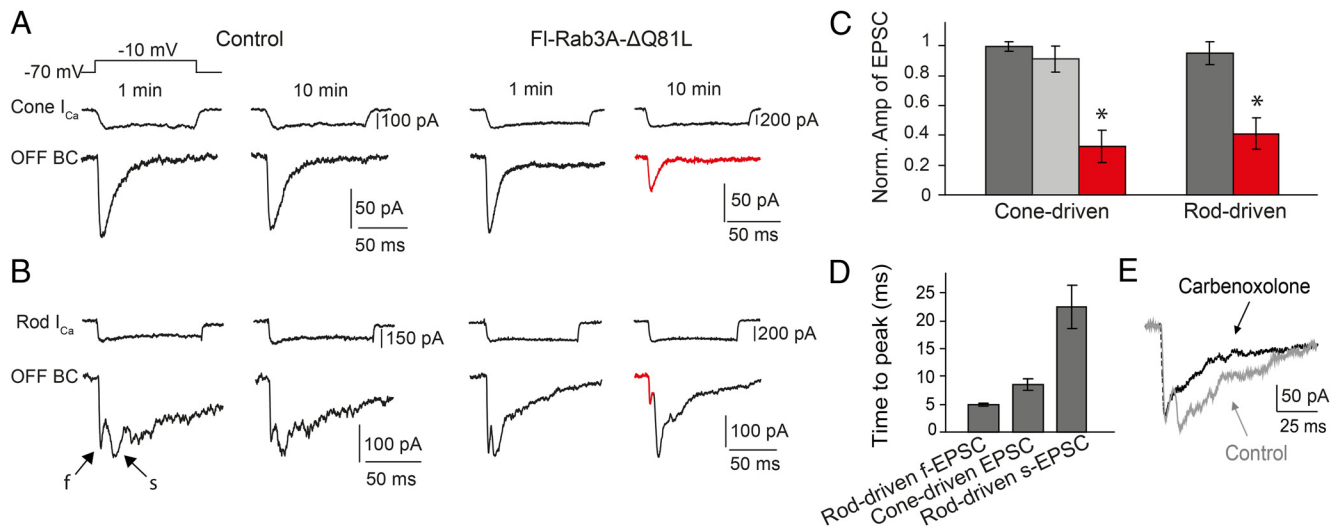 A
Control
Fl-Rab3A-ΔQ81L
-10 mV
-70 mV
1 min
10 min
1 min
10 min
Cone ICa
100 pA
200 pA
OFF BC
50 pA
50 ms
50 pA
50 ms
B
Rod ICa
150 pA
200 pA
OFF BC
f
s
100 pA
50 ms
100 pA
50 ms
C
Norm. Amp of EPSC
1
0.8
0.6
0.4
0.2
0
*
*
Cone-driven
Rod-driven
D
Time to peak (ms)
25
20
15
10
5
0
Rod-driven f-EPSC
Cone-driven EPSC
Rod-driven s-EPSC
E
Carbenoxolone
50 pA
25 ms
Control